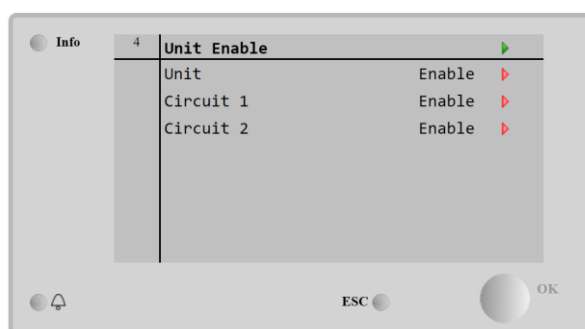 Info
4 Unit Enable
Unit Enable
Circuit 1 Enable
Circuit 2 Enable
ESC
OK